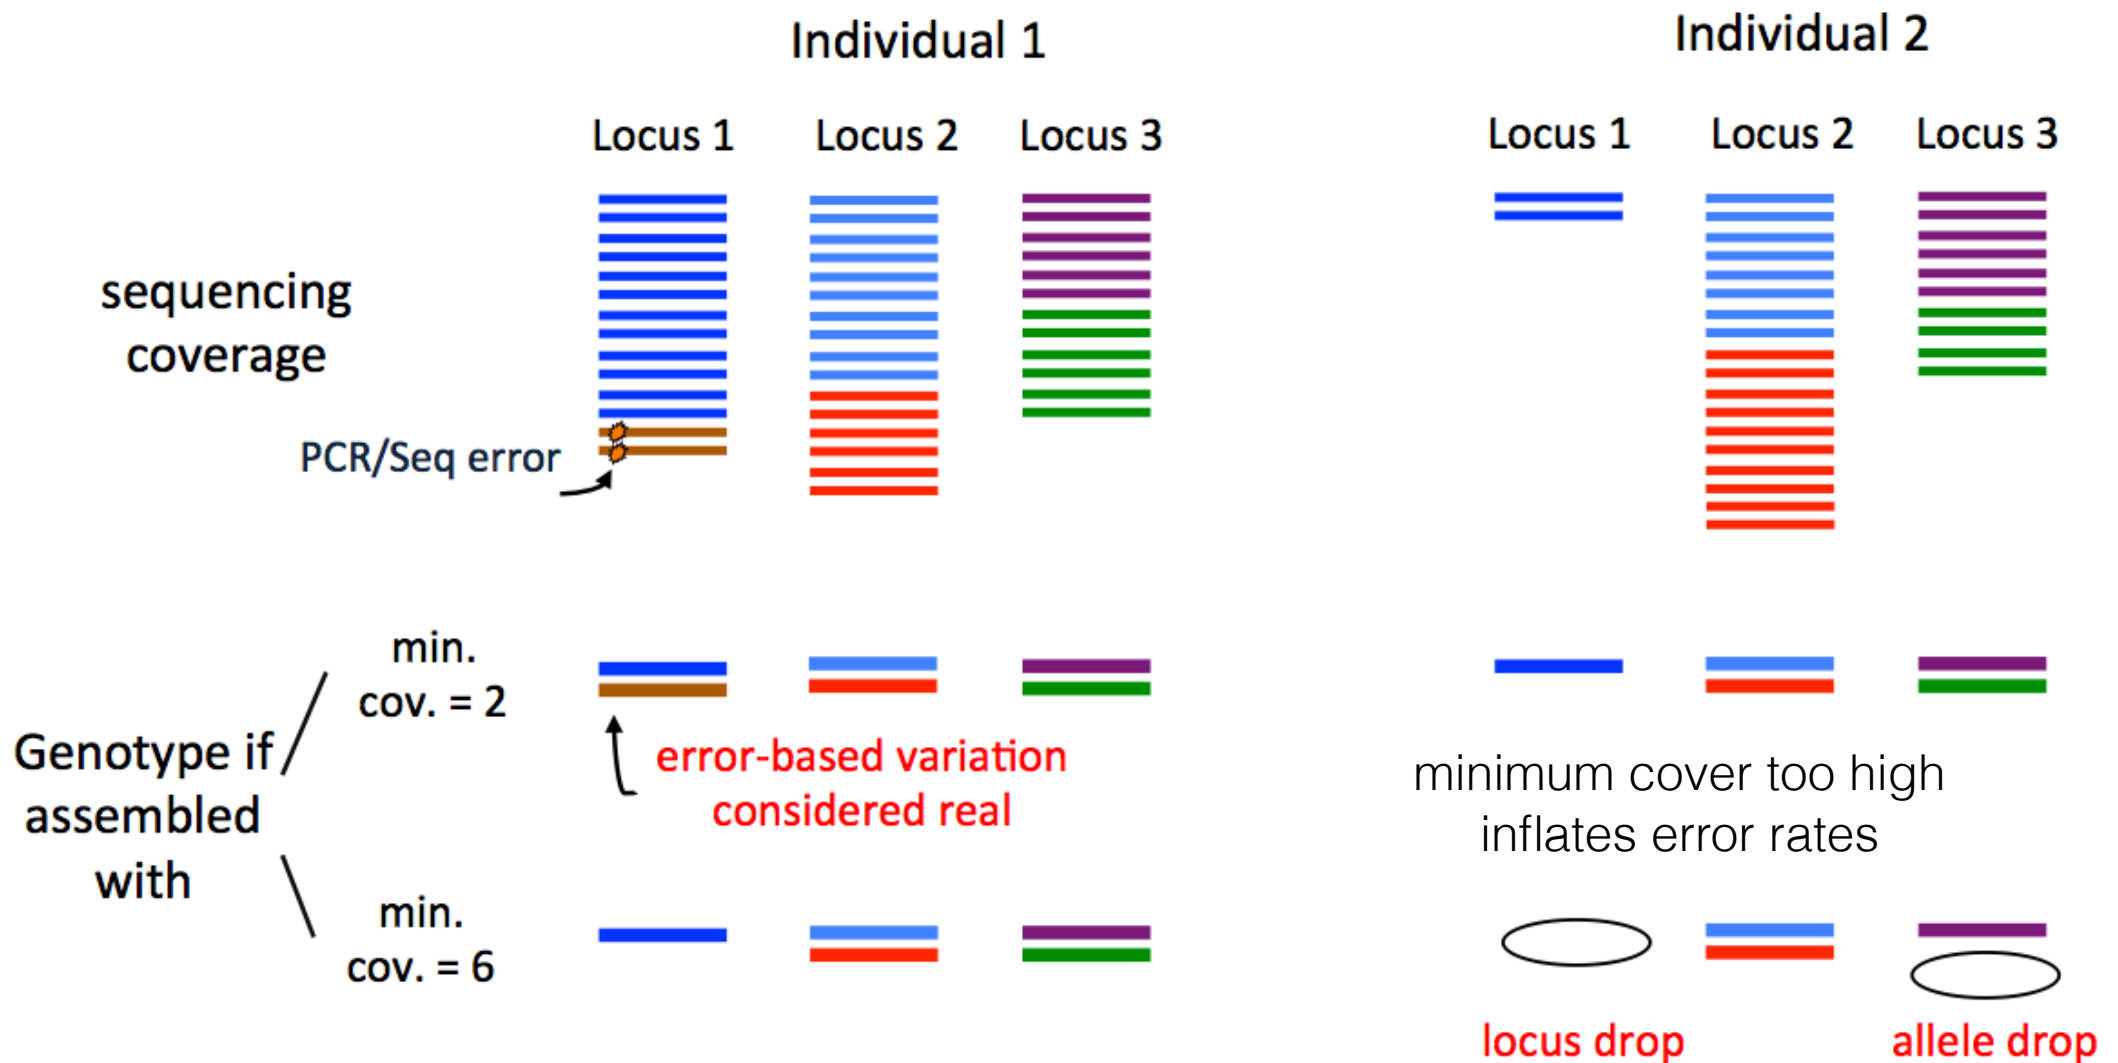 Individual 1
Individual 2
Locus 1
Locus 2
Locus 3
Locus 1
Locus 2
Locus 3
sequencing
coverage
PCR/Seq error
min.
cov. = 2
Genotype if
assembled
with
error-based variation
considered real
minimum cover too high
inflates error rates
min.
cov. = 6
locus drop
allele drop